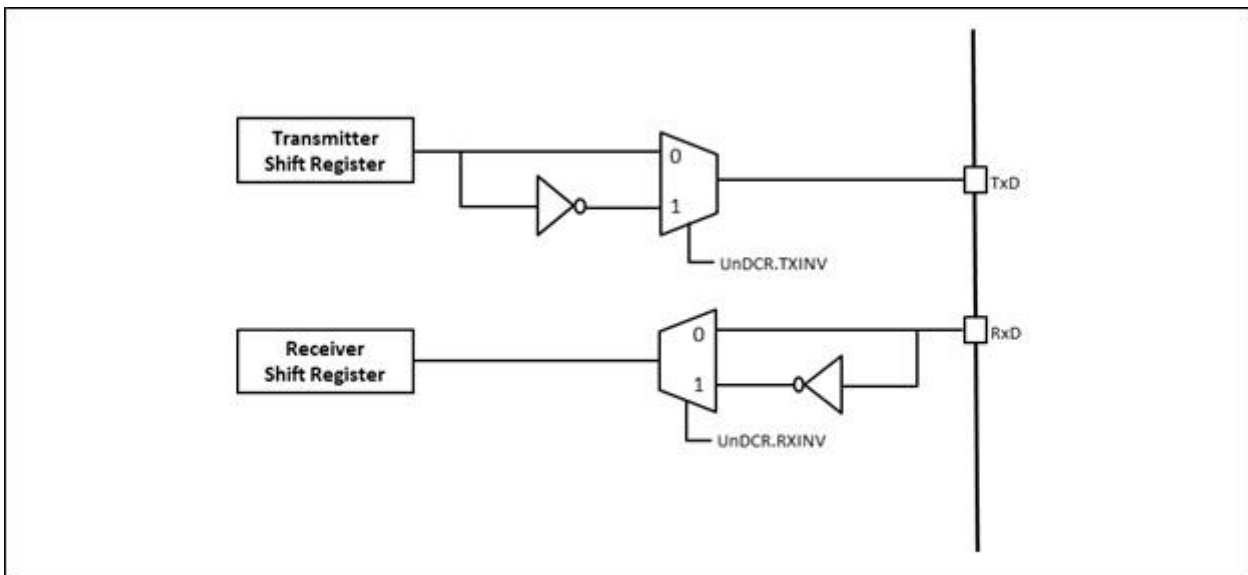 Transmitter
Shift Register
0
1
TxD
UnDCR.TXINV
Receiver
Shift Register
0
1
RxD
UnDCR.RXINV